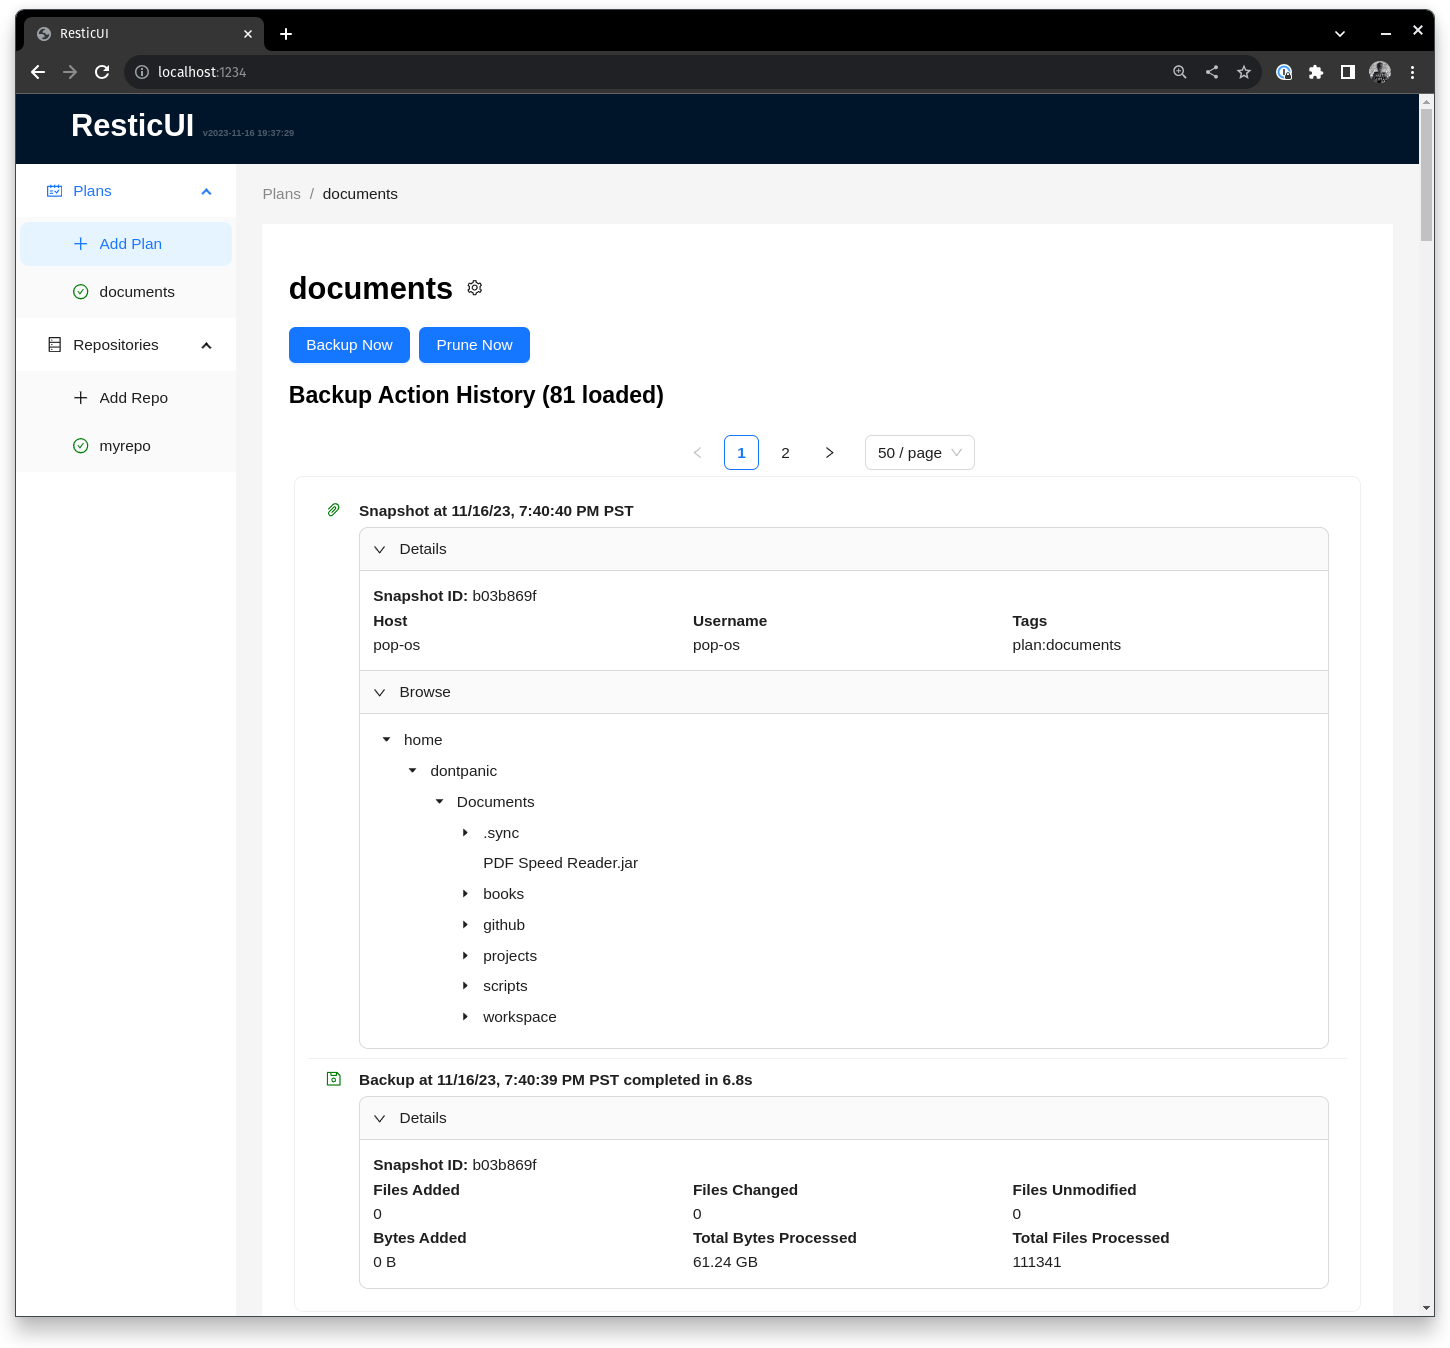 ResticUI
localhost:1234
ResticUI v2023-11-16 19:37:29
Plans
Add Plan
documents
Repositories
Add Repo
myrepo
Plans / documents
documents
Backup Now Prune Now
Backup Action History (81 loaded)
1 2 50 / page
Snapshot at 11/16/23, 7:40:40 PM PST
Details
Snapshot ID: b03b869f
Host Username Tags
pop-os pop-os plan:documents
Browse
home
dontpanic
Documents
.sync
PDF Speed Reader.jar
books
github
projects
scripts
workspace
Backup at 11/16/23, 7:40:39 PM PST completed in 6.8s
Details
Snapshot ID: b03b869f
Files Added Files Changed Files Unmodified
0 0 0
Bytes Added Total Bytes Processed Total Files Processed
0 B 61.24 GB 111341